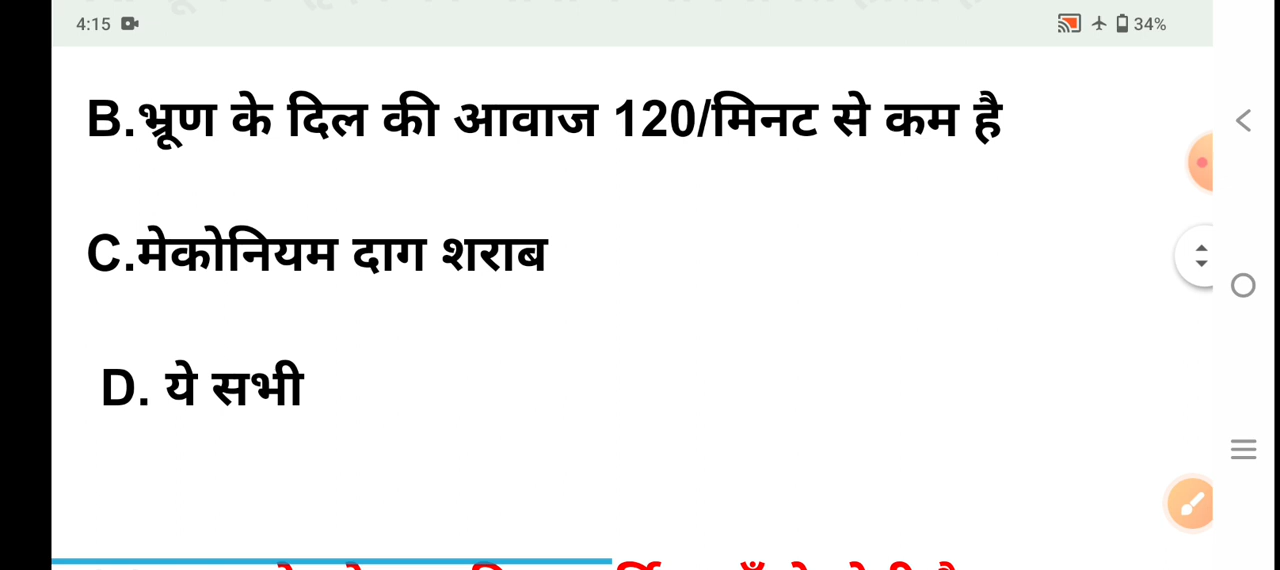 4:15 34%
B.भ्रूण के दिल की आवाज 120/मिनट से कम है
C.मेकोनियम दाग शराब
D. ये सभी